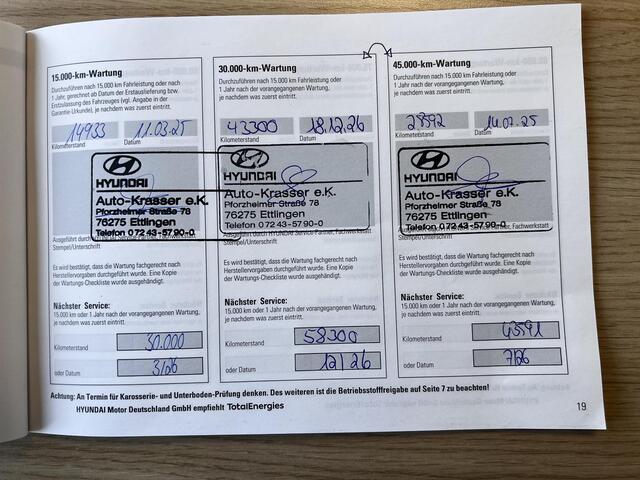 15.000-km-Wartung
Durchzuführen nach 15.000 km Fahrleistung oder
1 Jahr, gerechnet ab Datum der Erstauslieferung bzw.
Erstzulassung des Fahrzeuges (vgl. Angabe in der
Garantie-Urkunde), je nachdem was zuerst eintritt.
14933 11.03.25
Kilometerstand Datum
HYUNDAI
Auto-Krasser e.K.
Pforzheimer Straße 78
76275 Ettlingen
Telefon 0 72 43-57 90-0
Stempel/Unterschrift
Es wird bestätigt, dass die Wartung fachgerecht nach
Herstellervorgaben durchgeführt wurde. Eine Kopie
der Wartungs-Checkliste wurde ausgehändigt.
Nächster Service:
15.000 km oder 1 Jahr nach der vorangegangenen Wartung,
je nachdem was zuerst eintritt.
Kilometerstand 30.000
oder Datum 3/26
30.000-km-Wartung
Durchzuführen nach 15.000 km Fahrleistung oder
1 Jahr nach der vorangegangenen Wartung,
je nachdem was zuerst eintritt.
43300 18.12.26
Kilometerstand Datum
HYUNDAI
Auto-Krasser e.K.
Pforzheimer Straße 78
76275 Ettlingen
Telefon 0 72 43-57 90-0
Stempel/Unterschrift
Es wird bestätigt, dass die Wartung fachgerecht nach
Herstellervorgaben durchgeführt wurde. Eine Kopie
der Wartungs-Checkliste wurde ausgehändigt.
Nächster Service:
15.000 km oder 1 Jahr nach der vorangegangenen Wartung,
je nachdem was zuerst eintritt.
Kilometerstand 58300
oder Datum 12/26
45.000-km-Wartung
Durchzuführen nach 15.000 km Fahrleistung oder
1 Jahr nach der vorangegangenen Wartung,
je nachdem was zuerst eintritt.
28592 14.07.25
Kilometerstand Datum
HYUNDAI
Auto-Krasser e.K.
Pforzheimer Straße 78
76275 Ettlingen
Telefon 0 72 43-57 90-0
Stempel/Unterschrift
Es wird bestätigt, dass die Wartung fachgerecht nach
Herstellervorgaben durchgeführt wurde. Eine Kopie
der Wartungs-Checkliste wurde ausgehändigt.
Nächster Service:
15.000 km oder 1 Jahr nach der vorangegangenen Wartung,
je nachdem was zuerst eintritt.
Kilometerstand 43591
oder Datum 7/26
Achtung: An Termin für Karosserie- und Unterboden-Prüfung denken. Des weiteren ist die Betriebsstofffreigabe auf Seite 7 zu beachten!
HYUNDAI Motor Deutschland GmbH empfiehlt TotalEnergies
19